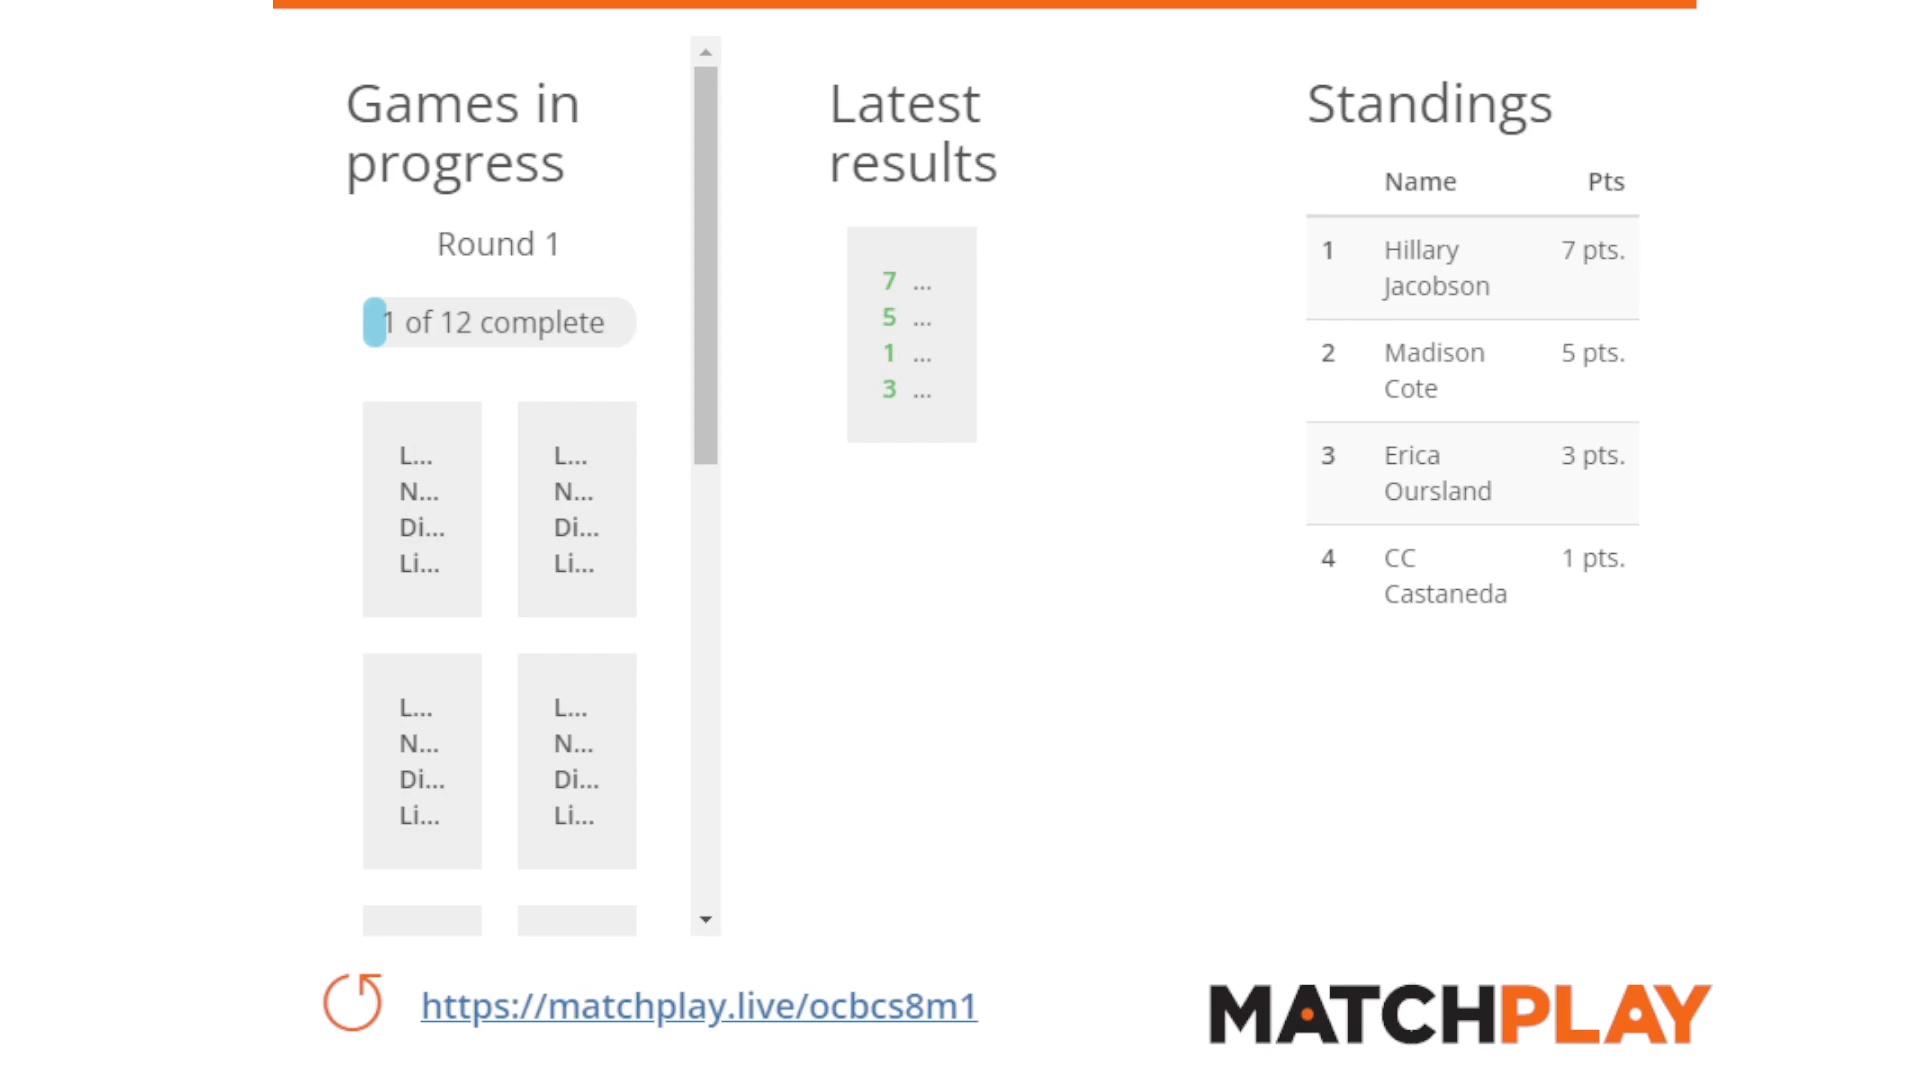 Games in
progress
Round 1
1 of 12 complete
L...
N...
Di...
Li...
L...
N...
Di...
Li...
L...
N...
Di...
Li...
L...
N...
Di...
Li...
Latest
results
7 ...
5 ...
1 ...
3 ...
Standings
Name Pts
1 Hillary Jacobson 7 pts.
2 Madison Cote 5 pts.
3 Erica Oursland 3 pts.
4 CC Castaneda 1 pts.
https://matchplay.live/ocbcs8m1
MATCHPLAY